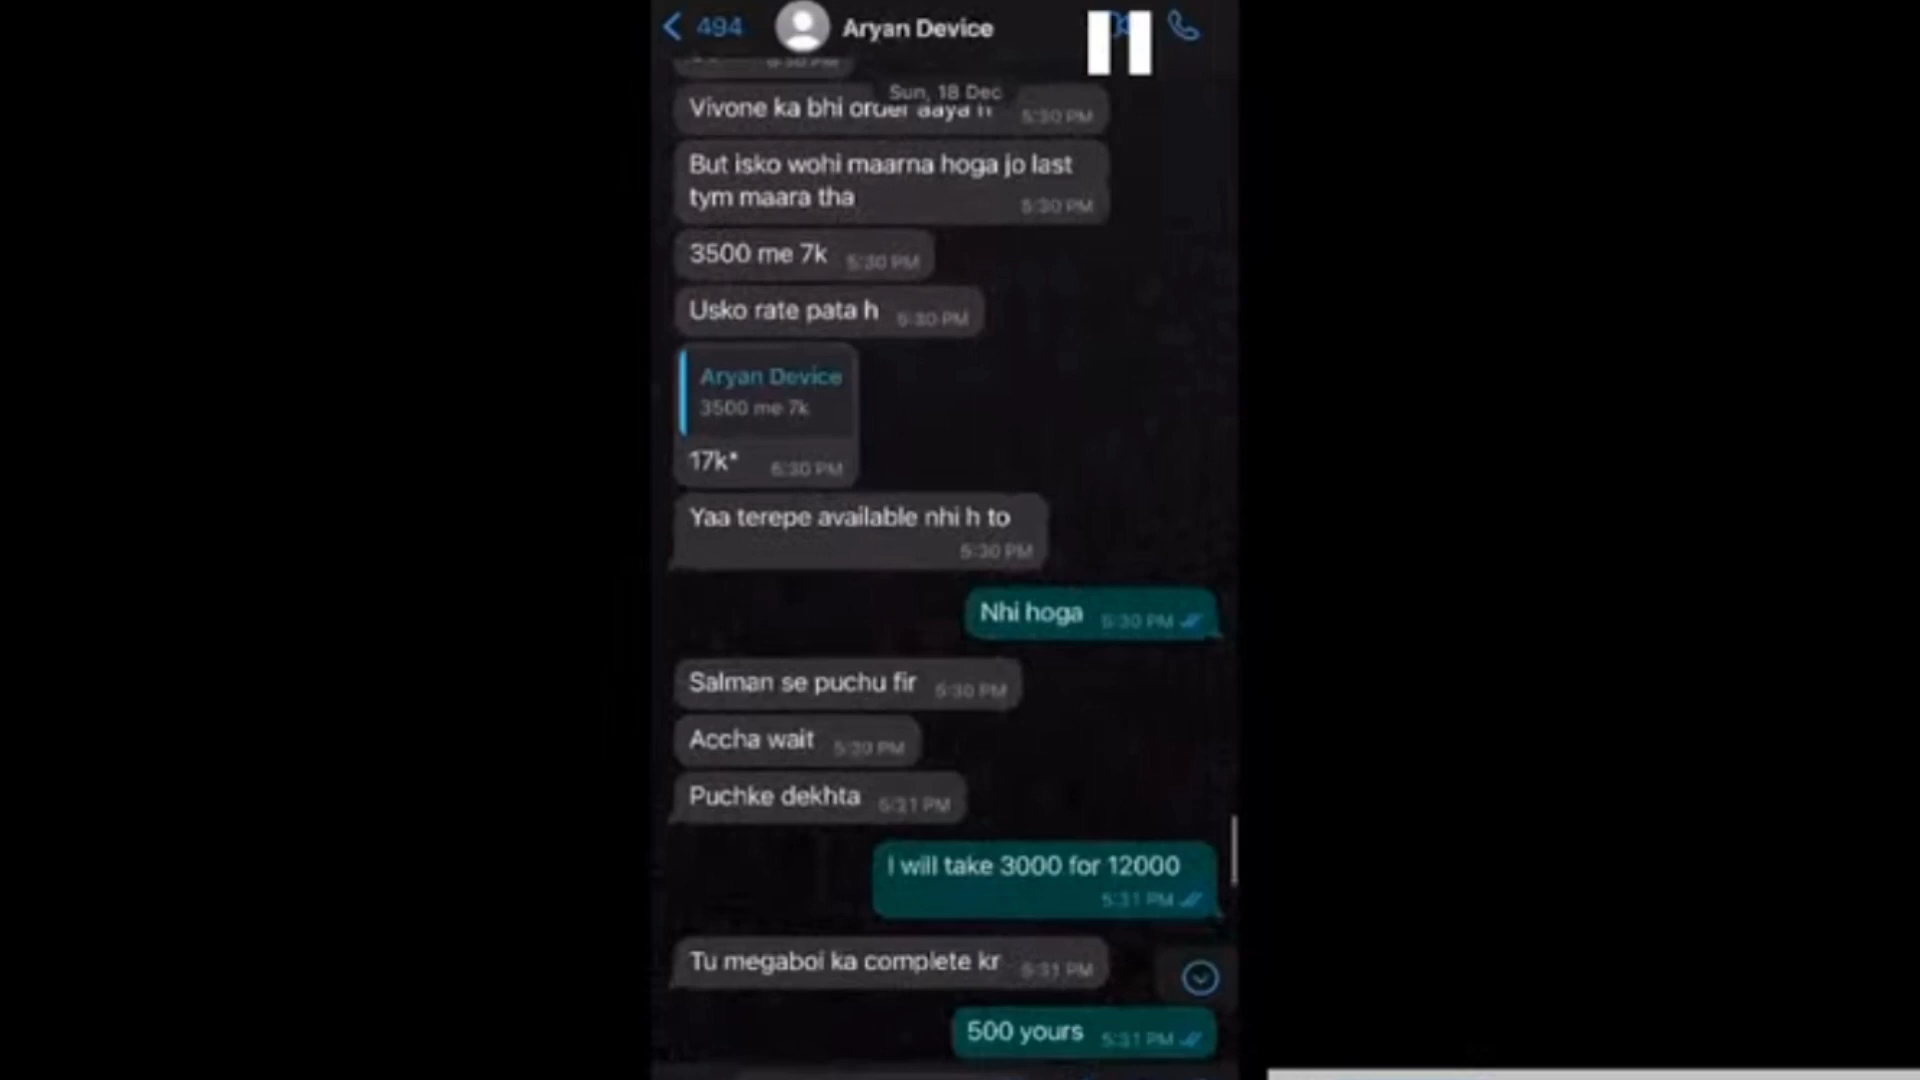 494
Aryan Device
5:30 PM
Sun, 18 Dec
Vivone ka bhi order aaya h 5:30 PM
But isko wohi maarna hoga jo last
tym maara tha 5:30 PM
3500 me 7k 5:30 PM
Usko rate pata h 5:30 PM
Aryan Device
3500 me 7k
17k* 5:30 PM
Yaa terepe available nhi h to
5:30 PM
Nhi hoga 5:30 PM
Salman se puchu fir 5:30 PM
Accha wait 5:30 PM
Puchke dekhta 5:31 PM
I will take 3000 for 12000
5:31 PM
Tu megaboi ka complete kr 5:31 PM
500 yours 5:31 PM